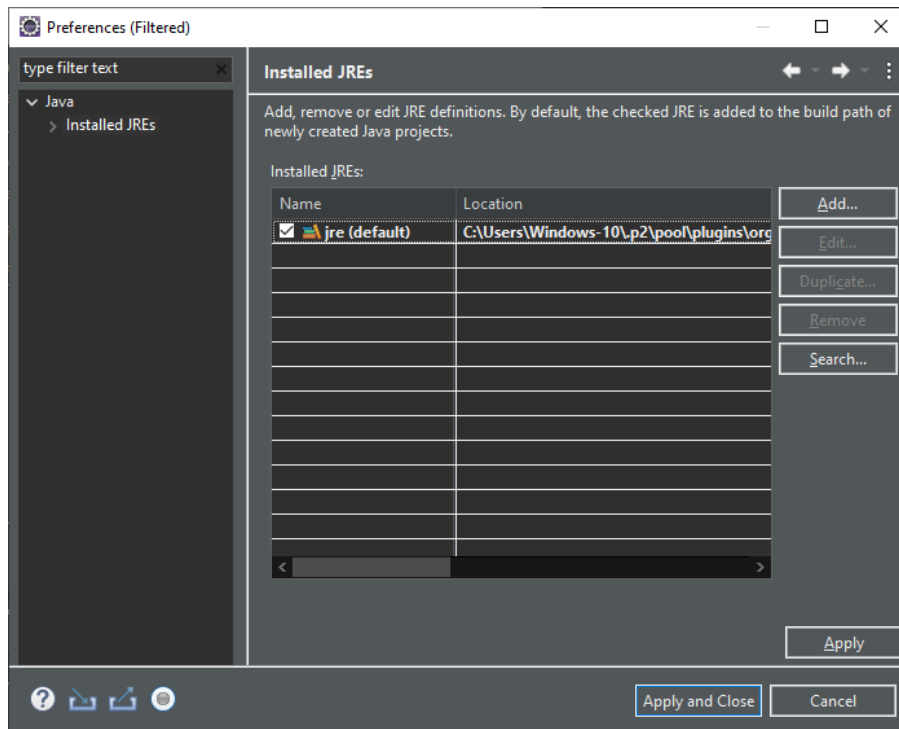 Preferences (Filtered)
type filter text
Java
Installed JREs
Installed JREs
Add, remove or edit JRE definitions. By default, the checked JRE is added to the build path of
newly created Java projects.
Installed JREs:
Name Location
jre (default) C:\Users\Windows-10\.p2\pool\plugins\org
Add...
Edit...
Duplicate...
Remove
Search...
Apply
Apply and Close Cancel